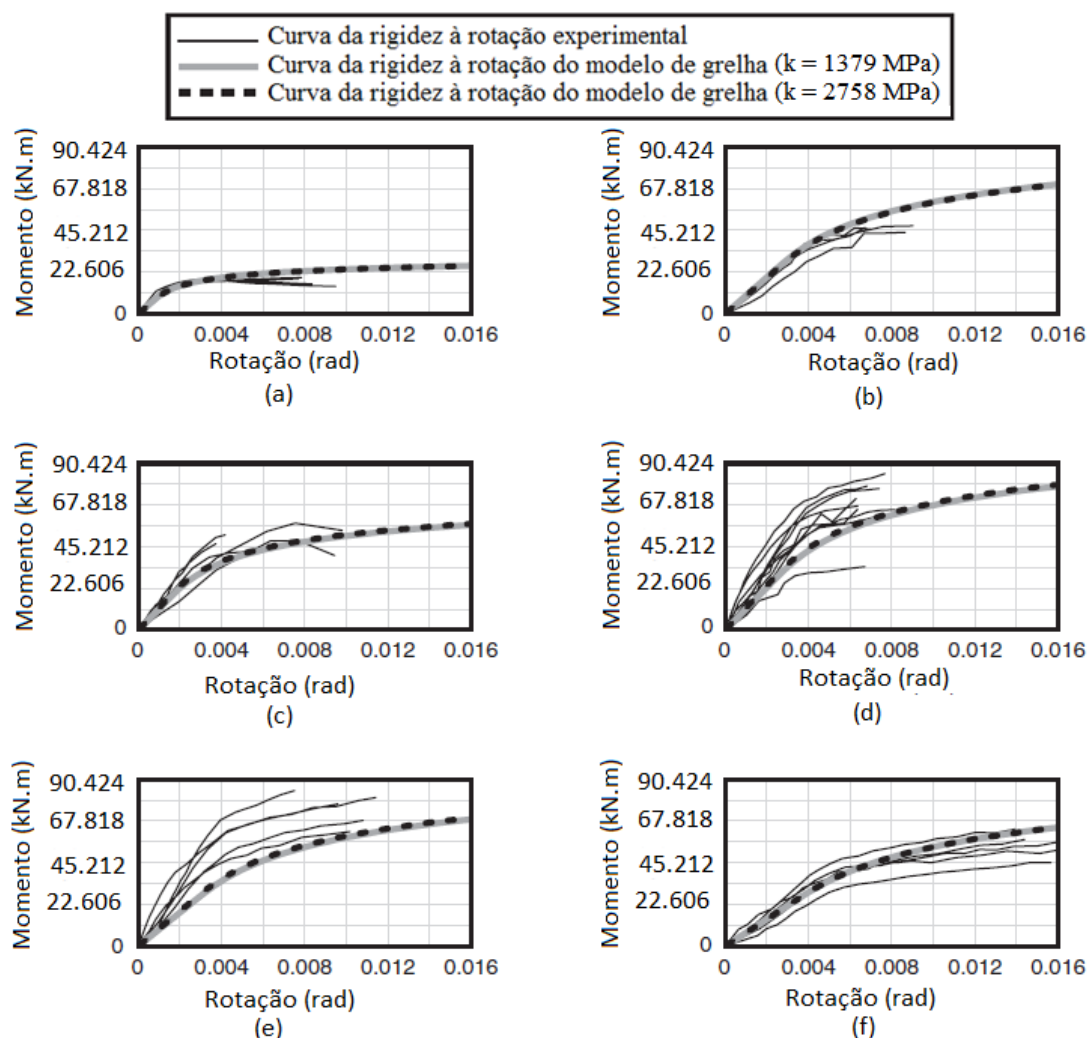 Curva da rigidez à rotação experimental
Curva da rigidez à rotação do modelo de grelha (k = 1379 MPa)
Curva da rigidez à rotação do modelo de grelha (k = 2758 MPa)
Momento (kN.m)
90.424
67.818
45.212
22.606
0
0 0.004 0.008 0.012 0.016
Rotação (rad)
(a)
Momento (kN.m)
90.424
67.818
45.212
22.606
0
0 0.004 0.008 0.012 0.016
Rotação (rad)
(b)
Momento (kN.m)
90.424
67.818
45.212
22.606
0
0 0.004 0.008 0.012 0.016
Rotação (rad)
(c)
Momento (kN.m)
90.424
67.818
45.212
22.606
0
0 0.004 0.008 0.012 0.016
Rotação (rad)
(d)
Momento (kN.m)
90.424
67.818
45.212
22.606
0
0 0.004 0.008 0.012 0.016
Rotação (rad)
(e)
Momento (kN.m)
90.424
67.818
45.212
22.606
0
0 0.004 0.008 0.012 0.016
Rotação (rad)
(f)